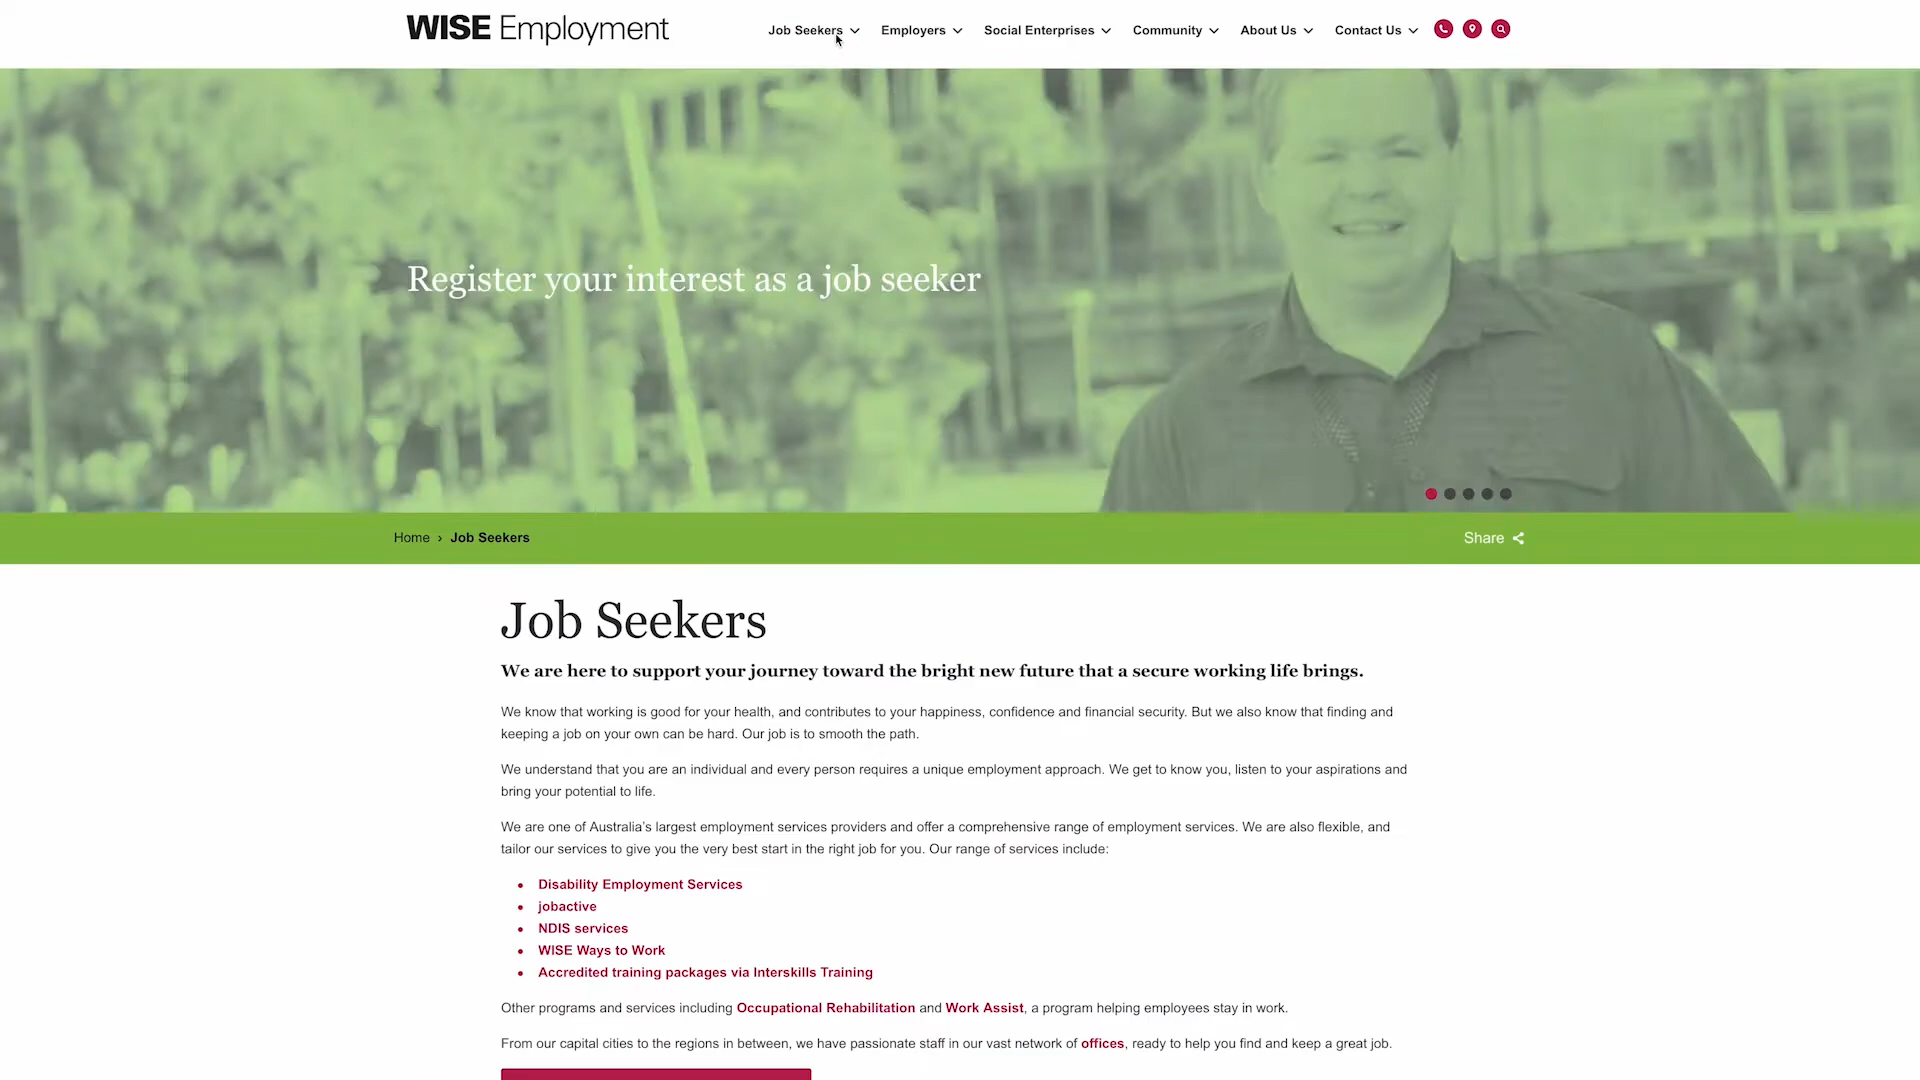 WISE Employment
Job Seekers Employers Social Enterprises Community About Us Contact Us
Register your interest as a job seeker
Home › Job Seekers
Share
Job Seekers
We are here to support your journey toward the bright new future that a secure working life brings.
We know that working is good for your health, and contributes to your happiness, confidence and financial security. But we also know that finding and
keeping a job on your own can be hard. Our job is to smooth the path.
We understand that you are an individual and every person requires a unique employment approach. We get to know you, listen to your aspirations and
bring your potential to life.
We are one of Australia's largest employment services providers and offer a comprehensive range of employment services. We are also flexible, and
tailor our services to give you the very best start in the right job for you. Our range of services include:
• Disability Employment Services
• jobactive
• NDIS services
• WISE Ways to Work
• Accredited training packages via Interskills Training
Other programs and services including Occupational Rehabilitation and Work Assist, a program helping employees stay in work.
From our capital cities to the regions in between, we have passionate staff in our vast network of offices, ready to help you find and keep a great job.